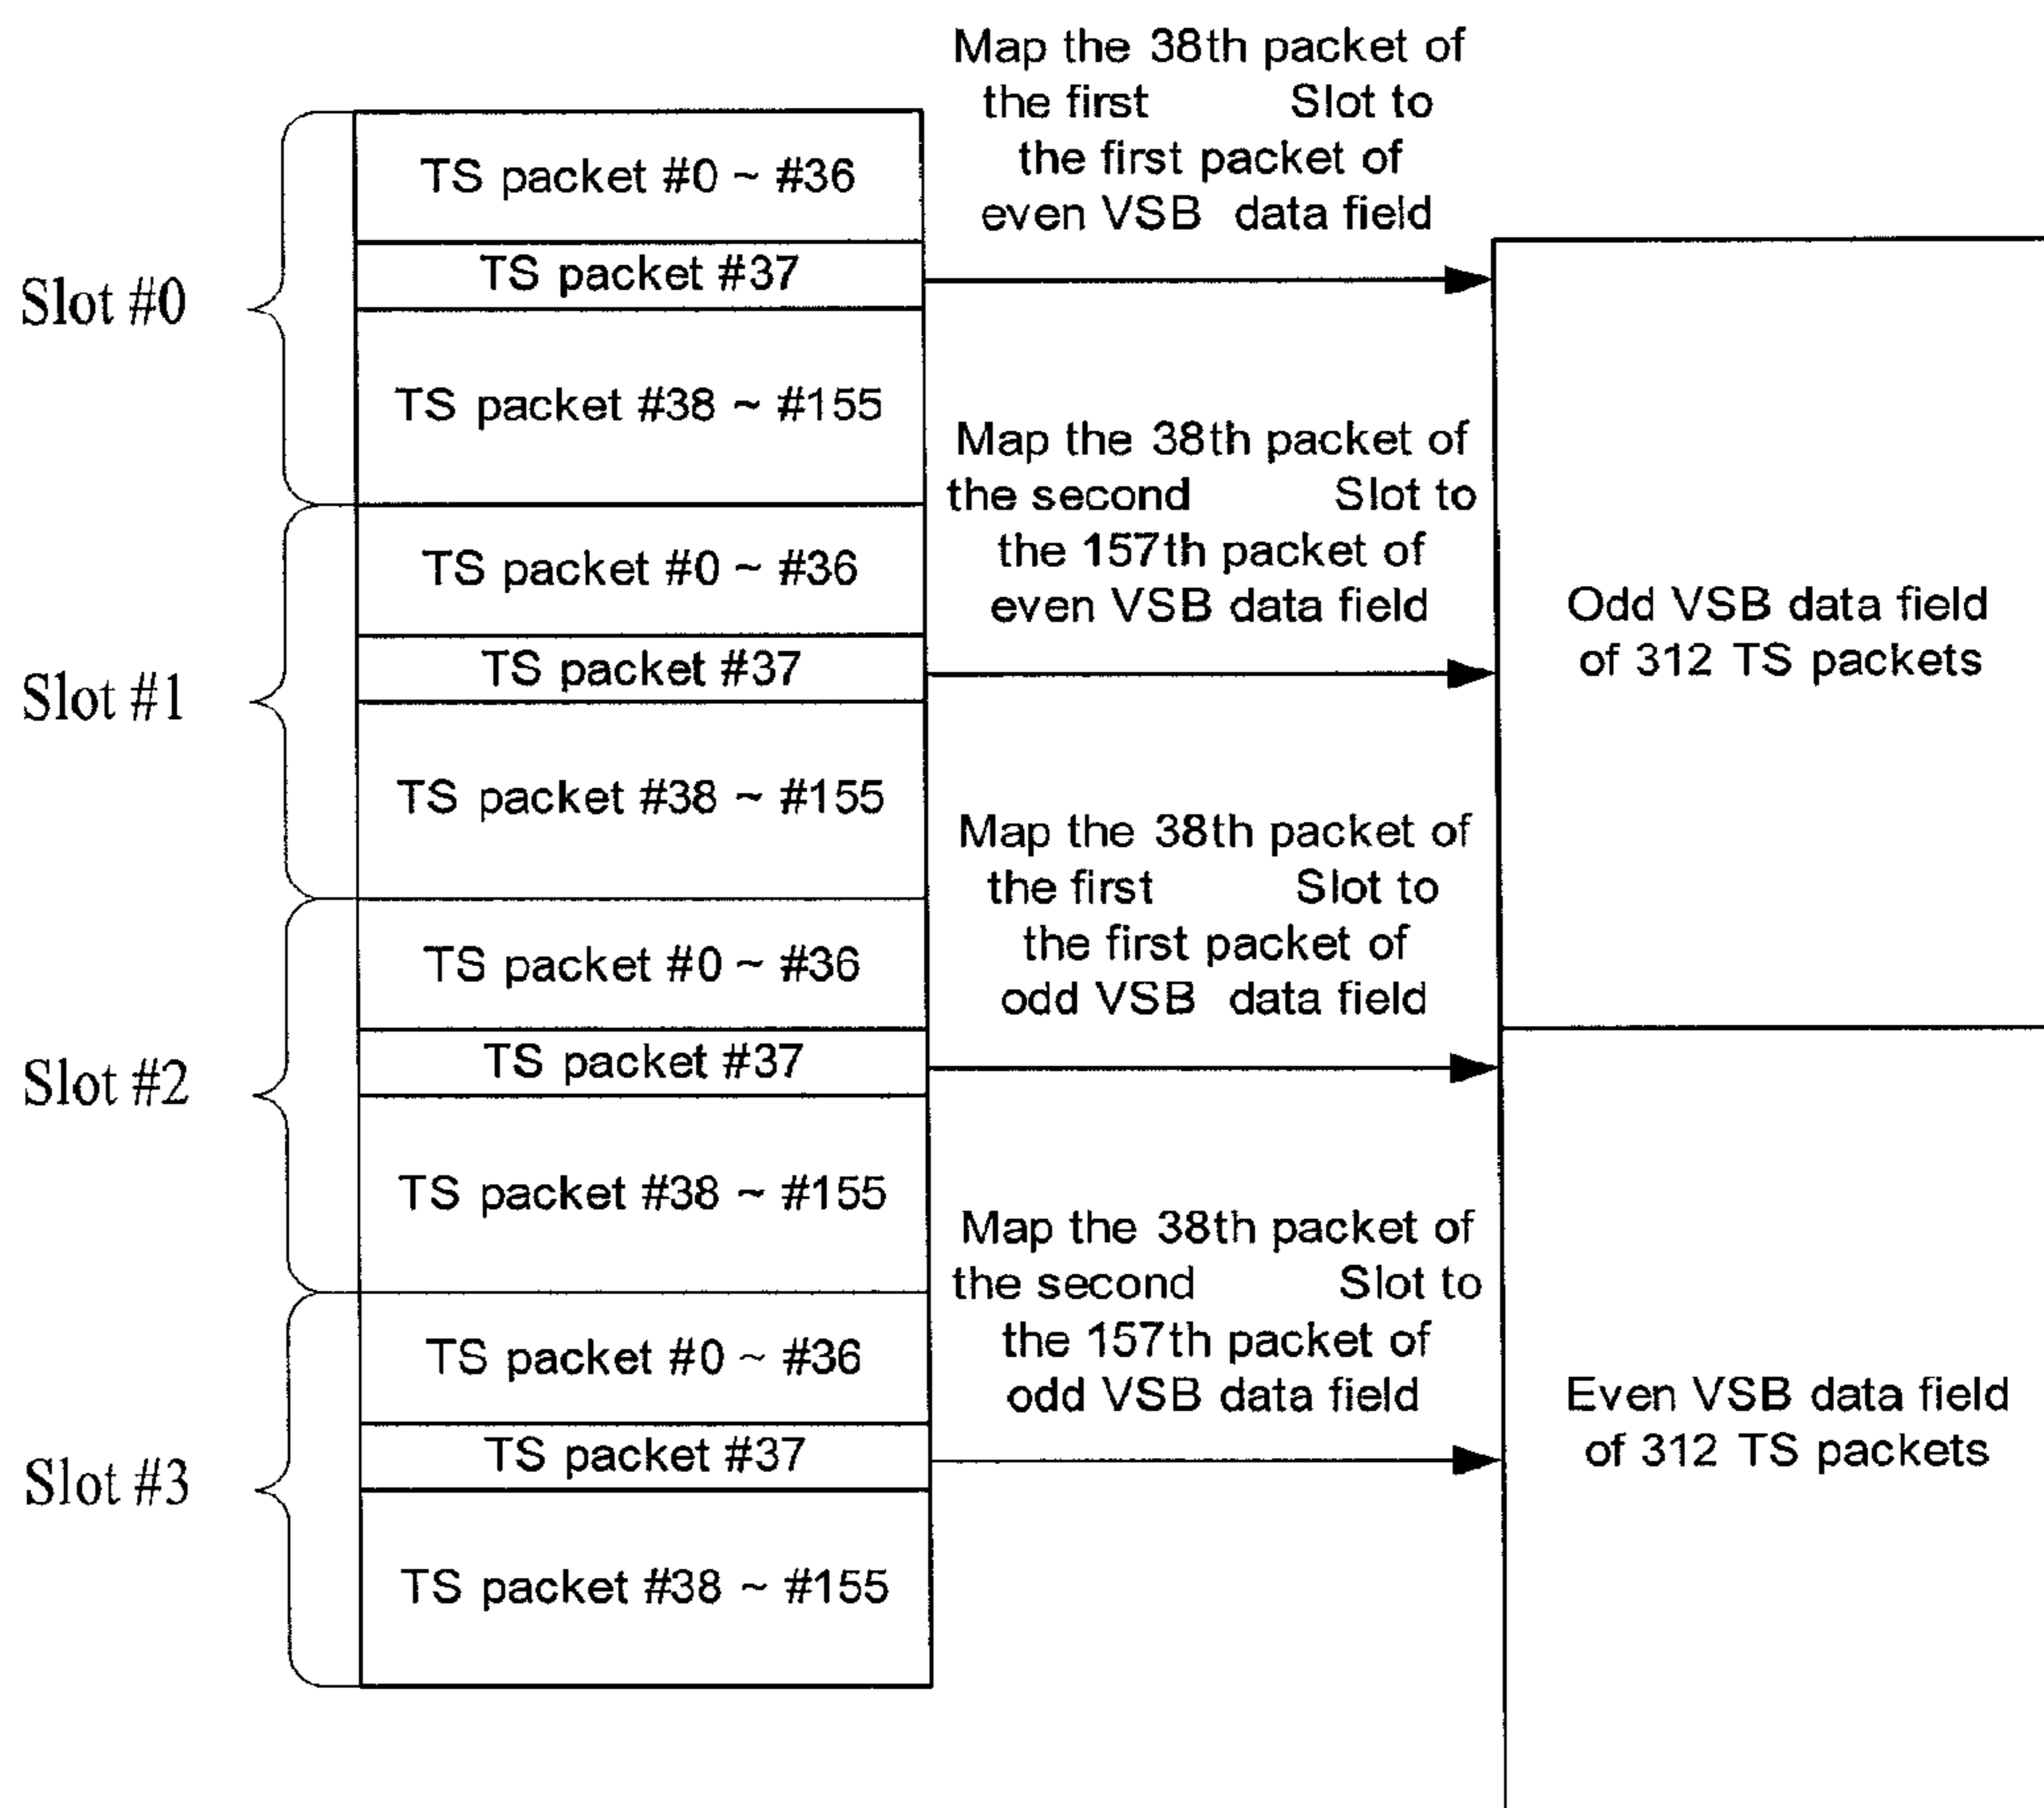 Map the 38th packet of
the first Slot to
the first packet of
even VSB data field
Slot #0
TS packet #0 ~ #36
TS packet #37
TS packet #38 ~ #155
Map the 38th packet of
the second Slot to
the 157th packet of
even VSB data field
Slot #1
TS packet #0 ~ #36
TS packet #37
TS packet #38 ~ #155
Odd VSB data field
of 312 TS packets
Map the 38th packet of
the first Slot to
the first packet of
odd VSB data field
Slot #2
TS packet #0 ~ #36
TS packet #37
TS packet #38 ~ #155
Map the 38th packet of
the second Slot to
the 157th packet of
odd VSB data field
Slot #3
TS packet #0 ~ #36
TS packet #37
TS packet #38 ~ #155
Even VSB data field
of 312 TS packets